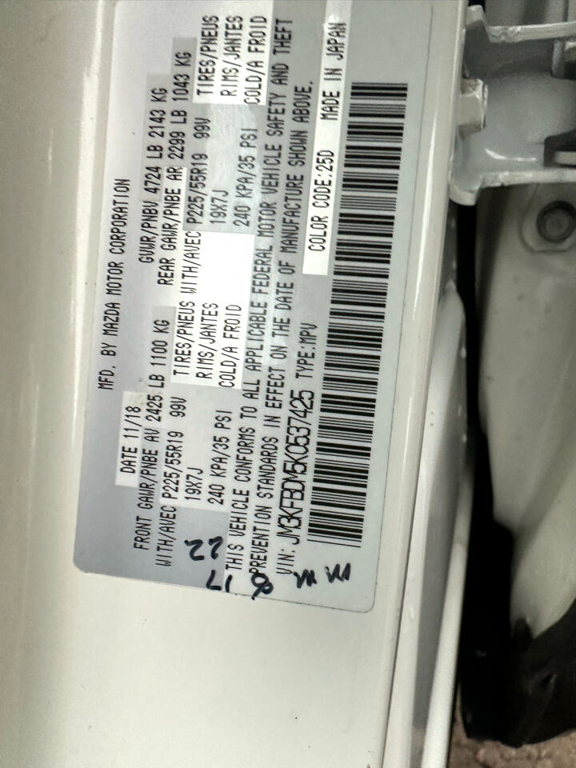 MFD. BY MAZDA MOTOR CORPORATION
DATE 11/18 GVWR/PNBV 4724 LB 2143 KG
FRONT GAWR/PNBE AV 2425 LB 1100 KG REAR GAWR/PNBE AR 2299 LB 1043 KG
WITH/AVEC P225/55R19 99V TIRES/PNEUS WITH/AVEC P225/55R19 99V TIRES/PNEUS
19X7J RIMS/JANTES 19X7J RIMS/JANTES
240 KPA/35 PSI COLD/A FROID 240 KPA/35 PSI COLD/A FROID
THIS VEHICLE CONFORMS TO ALL APPLICABLE FEDERAL MOTOR VEHICLE SAFETY AND THEFT
PREVENTION STANDARDS IN EFFECT ON THE DATE OF MANUFACTURE SHOWN ABOVE.
VIN: JM3KFBDM5K0537425 TYPE:MPV COLOR CODE:25D MADE IN JAPAN
22
17